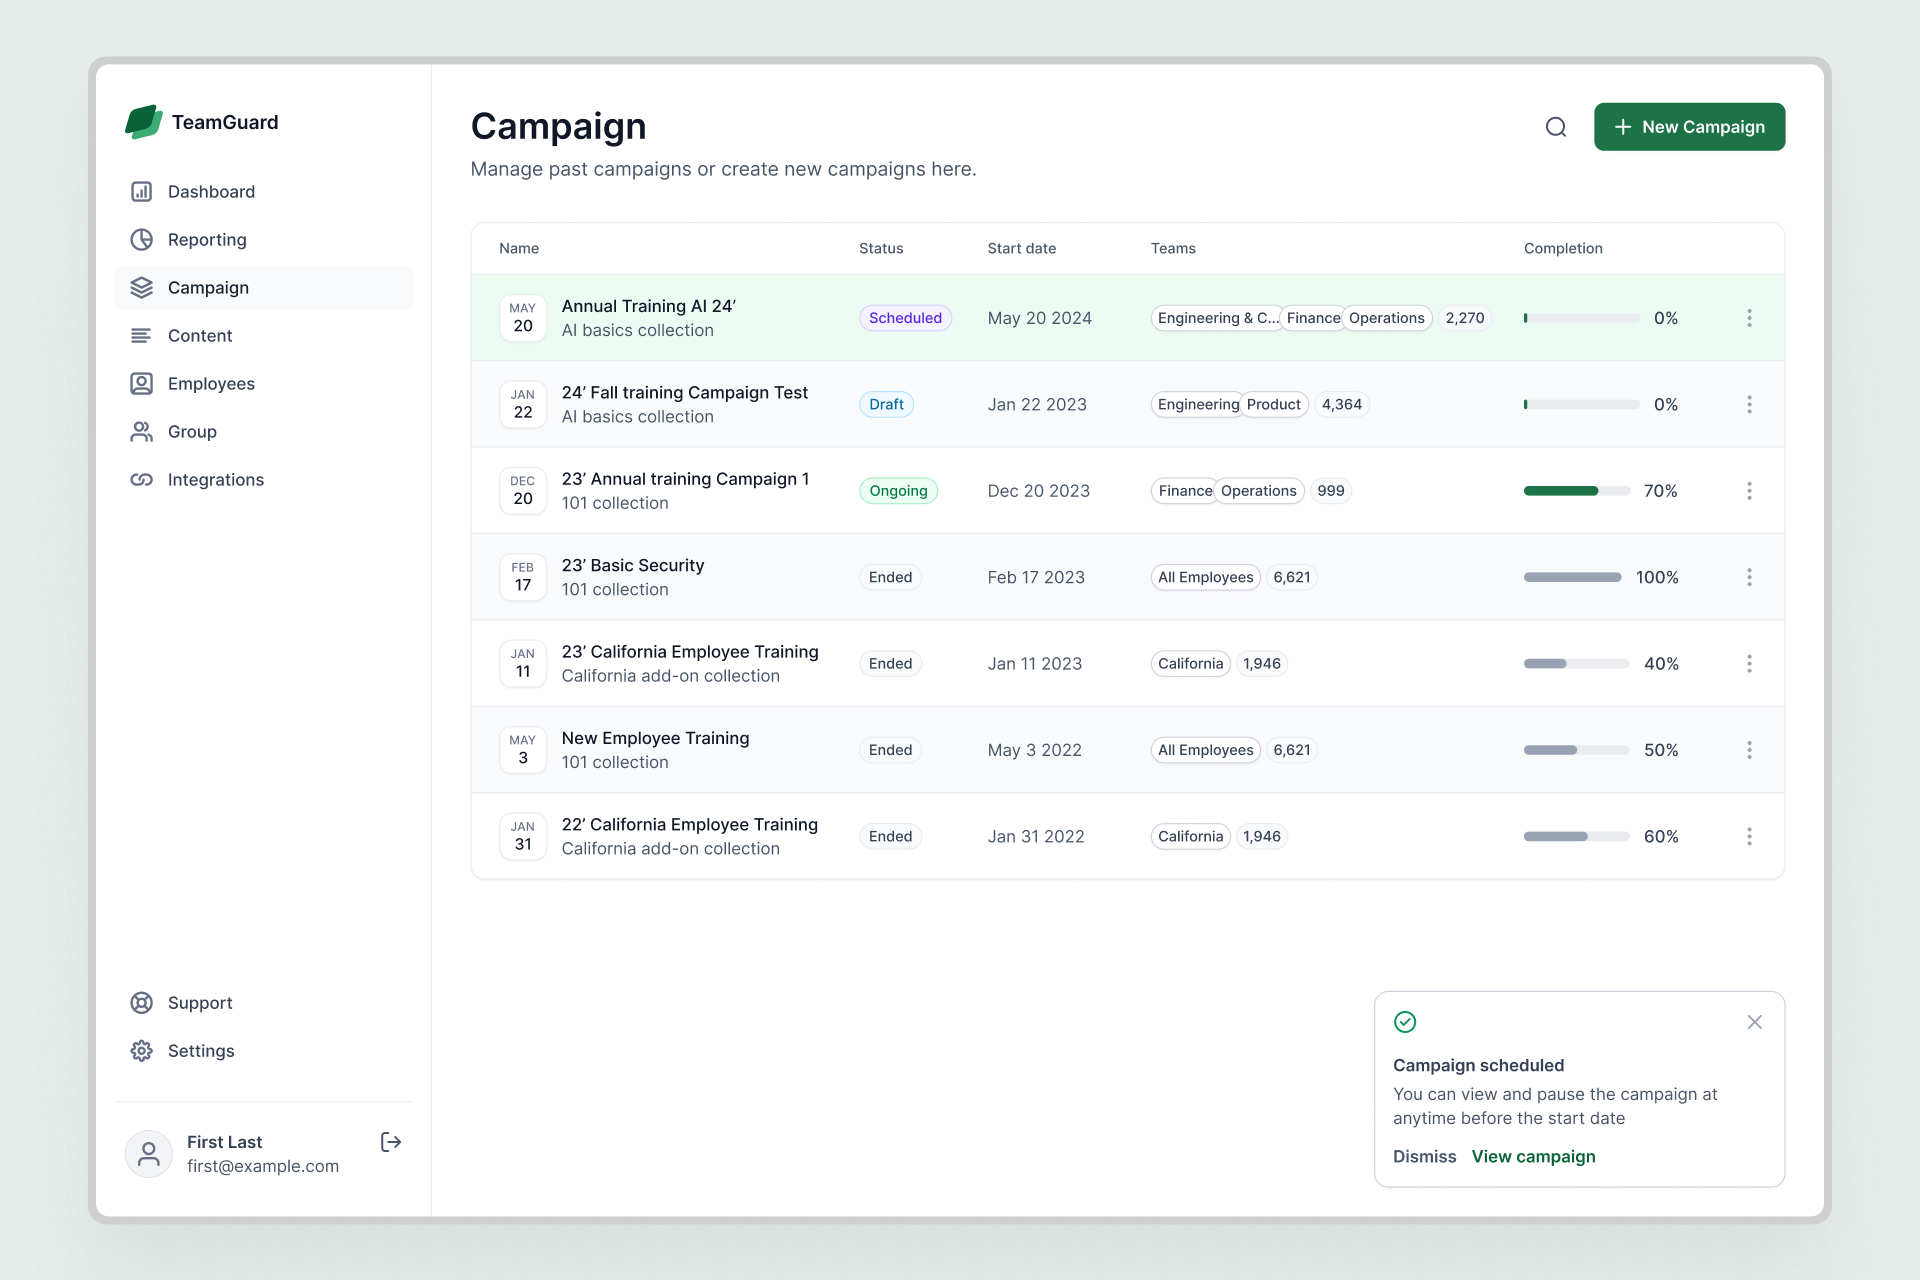 TeamGuard
Dashboard
Reporting
Campaign
Content
Employees
Group
Integrations
Support
Settings
First Last
first@example.com
Campaign
Manage past campaigns or create new campaigns here.
New Campaign
Name Status Start date Teams Completion
MAY 20 Annual Training AI 24’ Scheduled May 20 2024 Engineering & C... Finance Operations 2,270 0%
AI basics collection
JAN 22 24’ Fall training Campaign Test Draft Jan 22 2023 Engineering Product 4,364 0%
AI basics collection
DEC 20 23’ Annual training Campaign 1 Ongoing Dec 20 2023 Finance Operations 999 70%
101 collection
FEB 17 23’ Basic Security Ended Feb 17 2023 All Employees 6,621 100%
101 collection
JAN 11 23’ California Employee Training Ended Jan 11 2023 California 1,946 40%
California add-on collection
MAY 3 New Employee Training Ended May 3 2022 All Employees 6,621 50%
101 collection
JAN 31 22’ California Employee Training Ended Jan 31 2022 California 1,946 60%
California add-on collection
Campaign scheduled
You can view and pause the campaign at
anytime before the start date
Dismiss View campaign